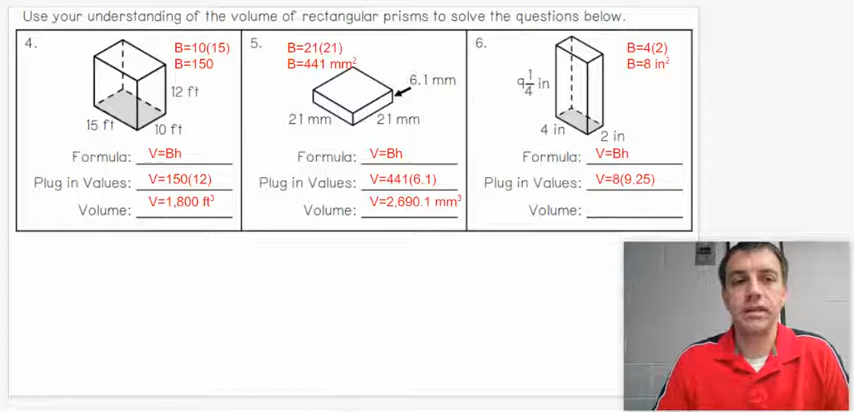 Use your understanding of the volume of rectangular prisms to solve the questions below.
4.
B=10(15)
B=150
12 ft
15 ft
10 ft
Formula: V=Bh
Plug in Values: V=150(12)
Volume: V=1,800 ft³
5.
B=21(21)
B=441 mm²
6.1 mm
21 mm
21 mm
Formula: V=Bh
Plug in Values: V=441(6.1)
Volume: V=2,690.1 mm³
6.
B=4(2)
B=8 in²
9 1/4 in
4 in
2 in
Formula: V=Bh
Plug in Values: V=8(9.25)
Volume: